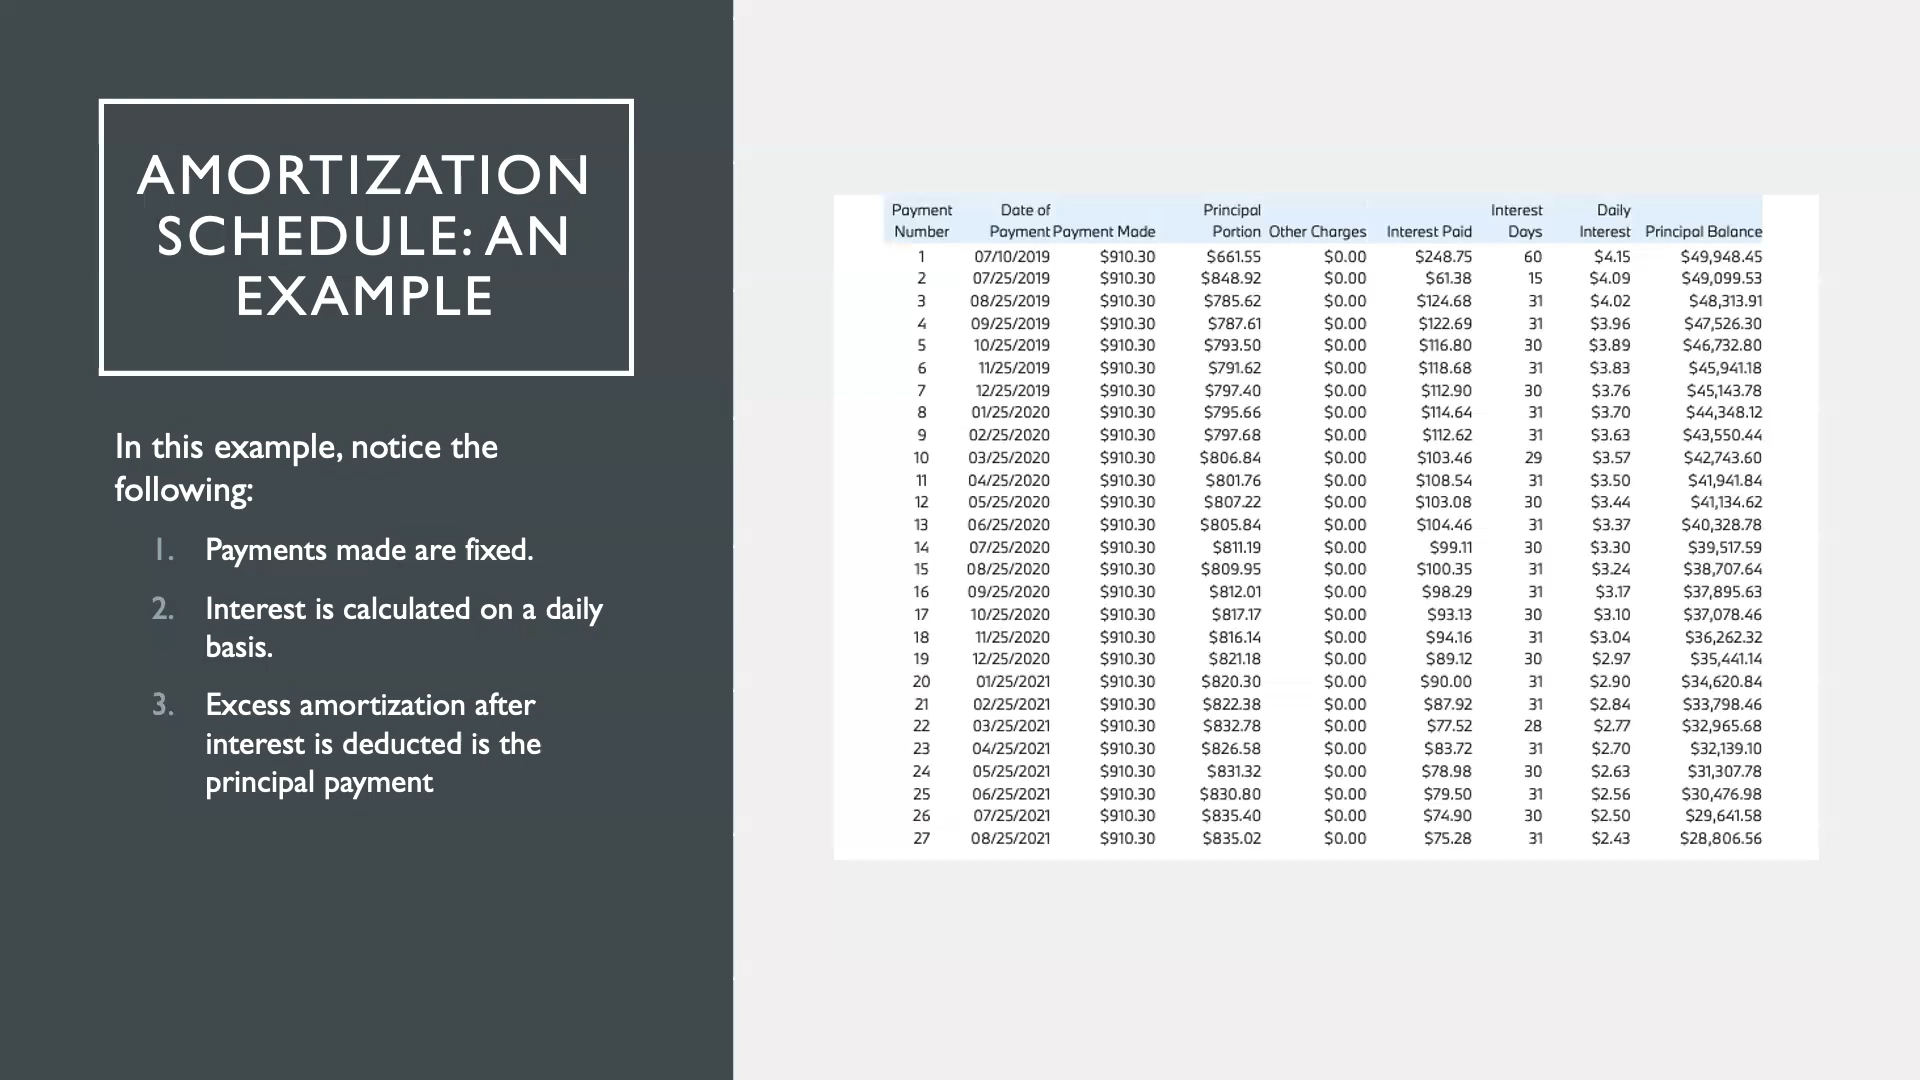 AMORTIZATION
SCHEDULE: AN
EXAMPLE
In this example, notice the
following:
1. Payments made are fixed.
2. Interest is calculated on a daily
basis.
3. Excess amortization after
interest is deducted is the
principal payment
Payment Date of Principal Interest Daily
Number Payment Payment Made Portion Other Charges Interest Paid Days Interest Principal Balance
1 07/10/2019 $910.30 $661.55 $0.00 $248.75 60 $4.15 $49,948.45
2 07/25/2019 $910.30 $848.92 $0.00 $61.38 15 $4.09 $49,099.53
3 08/25/2019 $910.30 $785.62 $0.00 $124.68 31 $4.02 $48,313.91
4 09/25/2019 $910.30 $787.61 $0.00 $122.69 31 $3.96 $47,526.30
5 10/25/2019 $910.30 $793.50 $0.00 $116.80 30 $3.89 $46,732.80
6 11/25/2019 $910.30 $791.62 $0.00 $118.68 31 $3.83 $45,941.18
7 12/25/2019 $910.30 $797.40 $0.00 $112.90 30 $3.76 $45,143.78
8 01/25/2020 $910.30 $795.66 $0.00 $114.64 31 $3.70 $44,348.12
9 02/25/2020 $910.30 $797.68 $0.00 $112.62 31 $3.63 $43,550.44
10 03/25/2020 $910.30 $806.84 $0.00 $103.46 29 $3.57 $42,743.60
11 04/25/2020 $910.30 $801.76 $0.00 $108.54 31 $3.50 $41,941.84
12 05/25/2020 $910.30 $807.22 $0.00 $103.08 30 $3.44 $41,134.62
13 06/25/2020 $910.30 $805.84 $0.00 $104.46 31 $3.37 $40,328.78
14 07/25/2020 $910.30 $811.19 $0.00 $99.11 30 $3.30 $39,517.59
15 08/25/2020 $910.30 $809.95 $0.00 $100.35 31 $3.24 $38,707.64
16 09/25/2020 $910.30 $812.01 $0.00 $98.29 31 $3.17 $37,895.63
17 10/25/2020 $910.30 $817.17 $0.00 $93.13 30 $3.10 $37,078.46
18 11/25/2020 $910.30 $816.14 $0.00 $94.16 31 $3.04 $36,262.32
19 12/25/2020 $910.30 $821.18 $0.00 $89.12 30 $2.97 $35,441.14
20 01/25/2021 $910.30 $820.30 $0.00 $90.00 31 $2.90 $34,620.84
21 02/25/2021 $910.30 $822.38 $0.00 $87.92 31 $2.84 $33,798.46
22 03/25/2021 $910.30 $832.78 $0.00 $77.52 28 $2.77 $32,965.68
23 04/25/2021 $910.30 $826.58 $0.00 $83.72 31 $2.70 $32,139.10
24 05/25/2021 $910.30 $831.32 $0.00 $78.98 30 $2.63 $31,307.78
25 06/25/2021 $910.30 $830.80 $0.00 $79.50 31 $2.56 $30,476.98
26 07/25/2021 $910.30 $835.40 $0.00 $74.90 30 $2.50 $29,641.58
27 08/25/2021 $910.30 $835.02 $0.00 $75.28 31 $2.43 $28,806.56